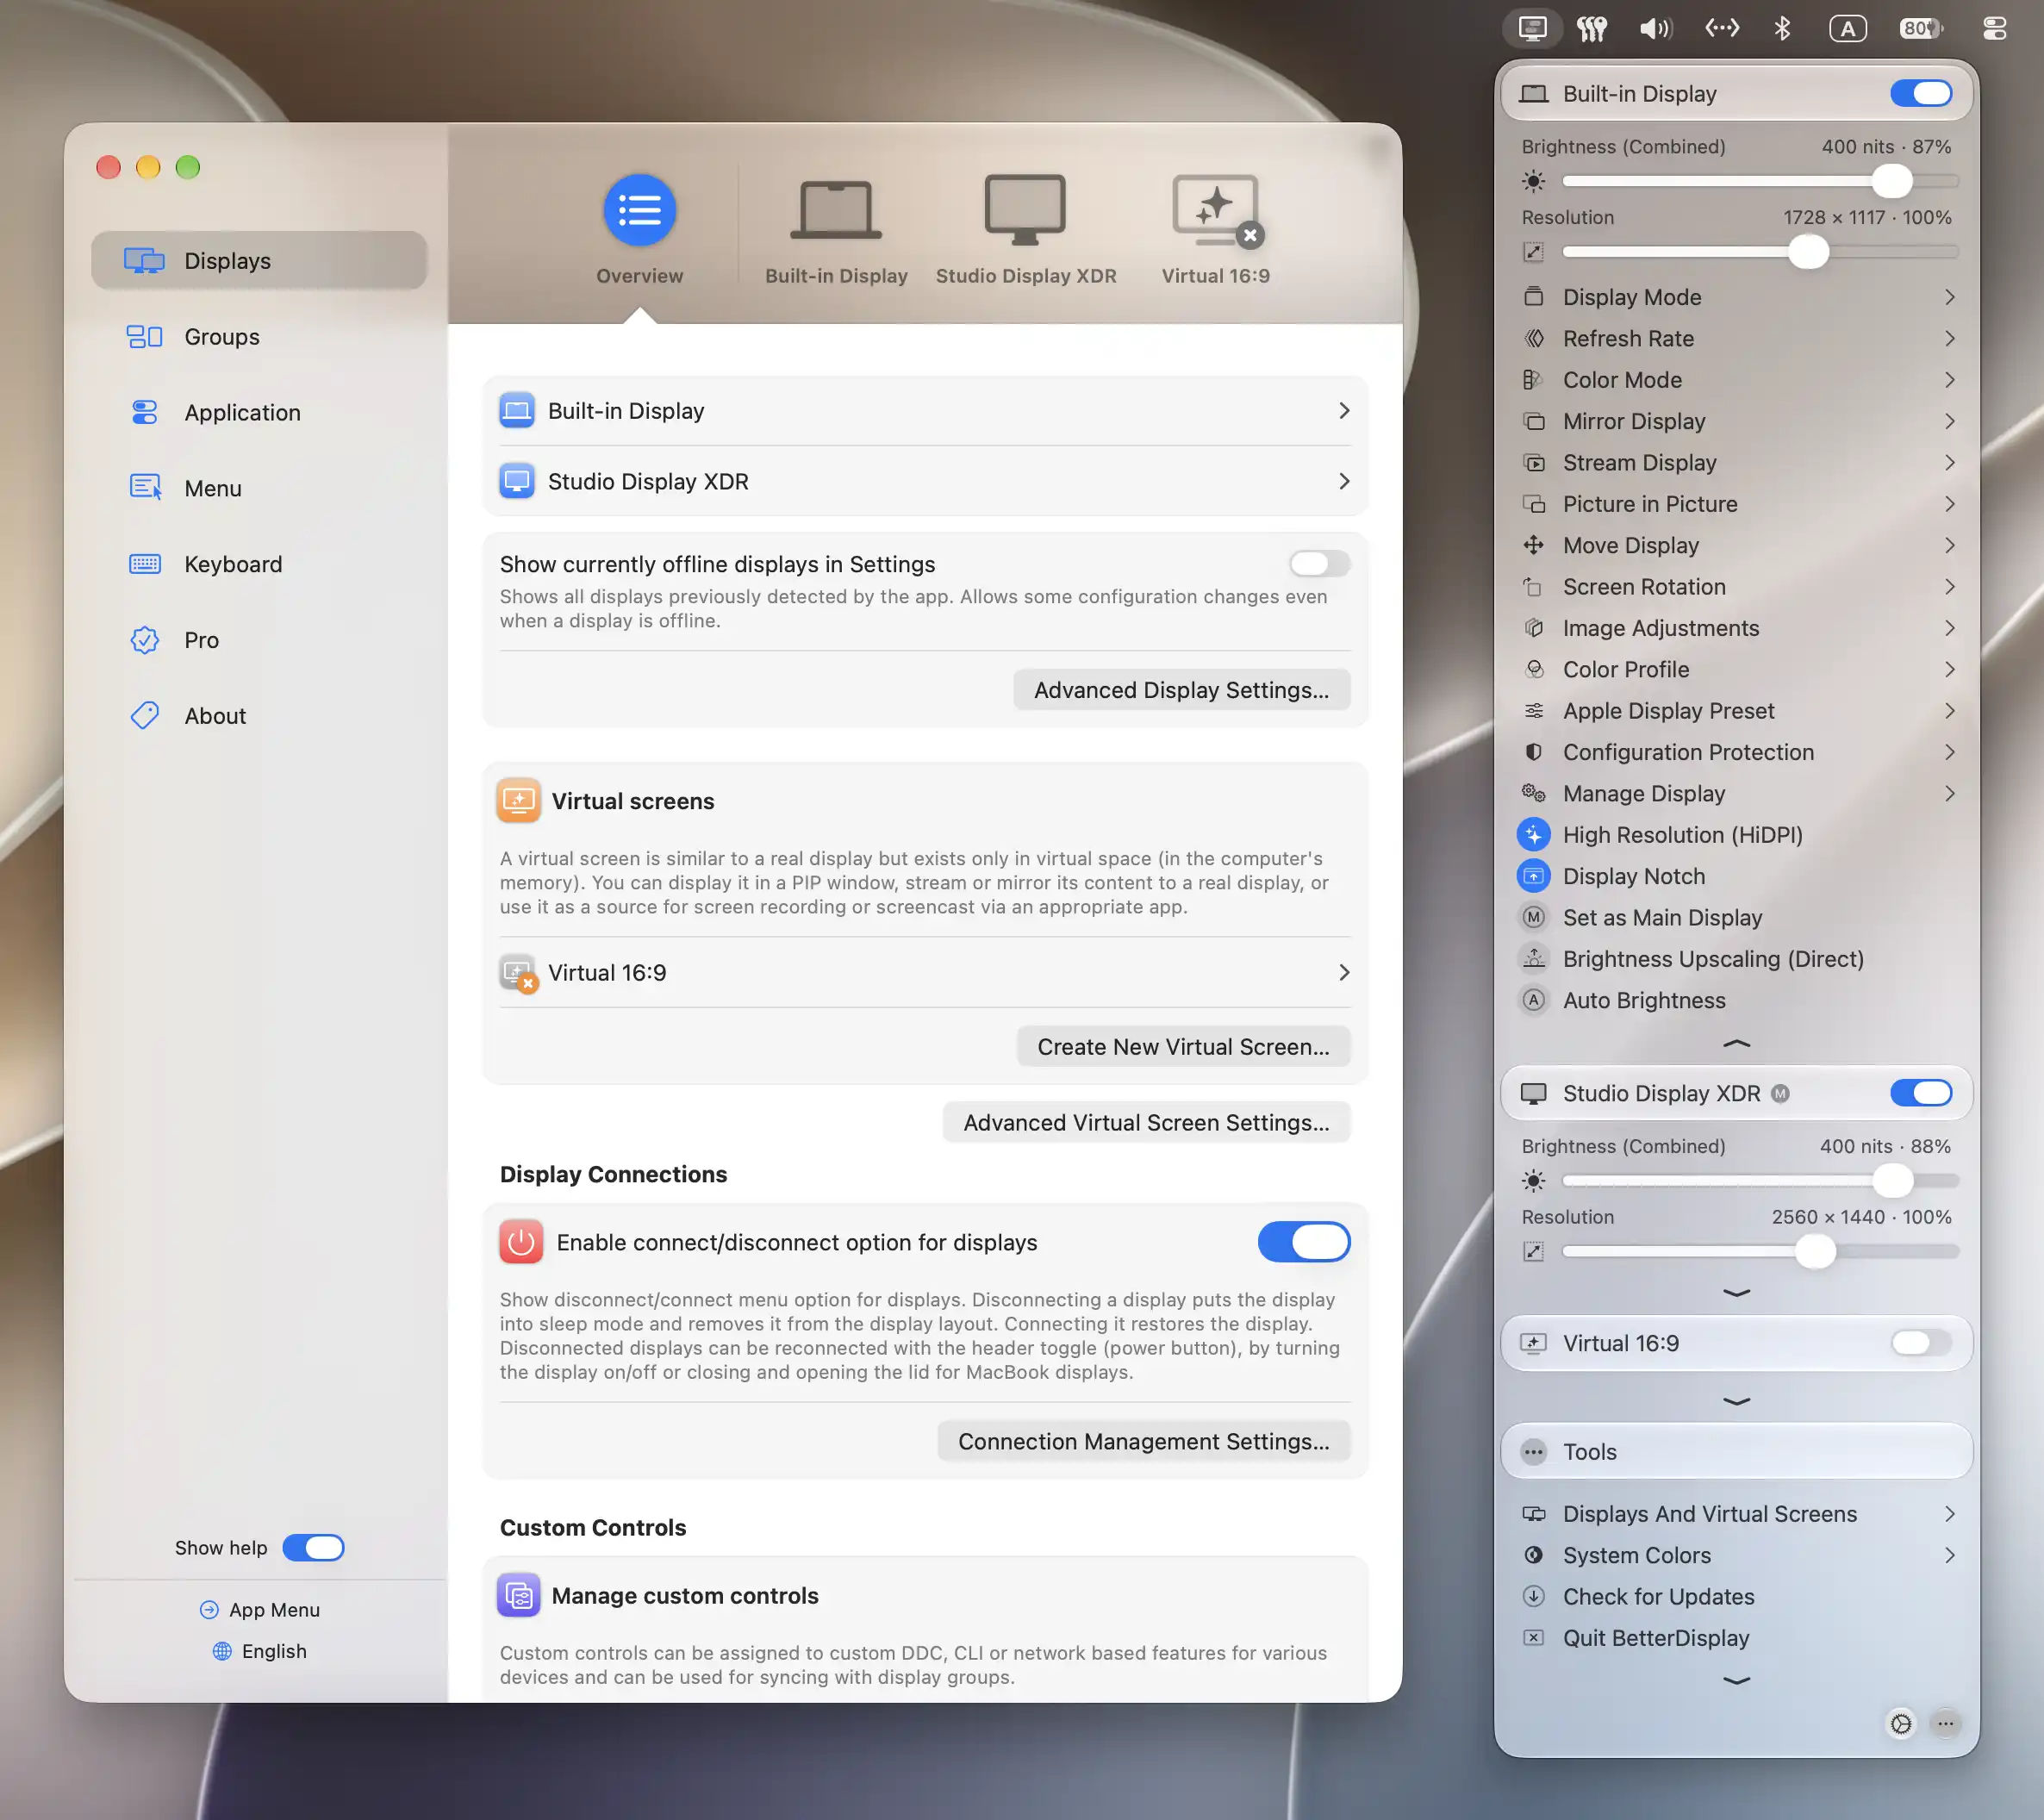 A
80
Displays
Groups
Application
Menu
Keyboard
Pro
About
Show help
App Menu
English
Overview
Built-in Display
Studio Display XDR
Virtual 16:9
Built-in Display
Studio Display XDR
Show currently offline displays in Settings
Shows all displays previously detected by the app. Allows some configuration changes even
when a display is offline.
Advanced Display Settings...
Virtual screens
A virtual screen is similar to a real display but exists only in virtual space (in the computer's
memory). You can display it in a PIP window, stream or mirror its content to a real display, or
use it as a source for screen recording or screencast via an appropriate app.
Virtual 16:9
Create New Virtual Screen...
Advanced Virtual Screen Settings...
Display Connections
Enable connect/disconnect option for displays
Show disconnect/connect menu option for displays. Disconnecting a display puts the display
into sleep mode and removes it from the display layout. Connecting it restores the display.
Disconnected displays can be reconnected with the header toggle (power button), by turning
the display on/off or closing and opening the lid for MacBook displays.
Connection Management Settings...
Custom Controls
Manage custom controls
Custom controls can be assigned to custom DDC, CLI or network based features for various
devices and can be used for syncing with display groups.
Built-in Display
Brightness (Combined) 400 nits · 87%
Resolution 1728 × 1117 · 100%
Display Mode
Refresh Rate
Color Mode
Mirror Display
Stream Display
Picture in Picture
Move Display
Screen Rotation
Image Adjustments
Color Profile
Apple Display Preset
Configuration Protection
Manage Display
High Resolution (HiDPI)
Display Notch
M Set as Main Display
Brightness Upscaling (Direct)
A Auto Brightness
Studio Display XDR M
Brightness (Combined) 400 nits · 88%
Resolution 2560 × 1440 · 100%
Virtual 16:9
Tools
Displays And Virtual Screens
System Colors
Check for Updates
Quit BetterDisplay